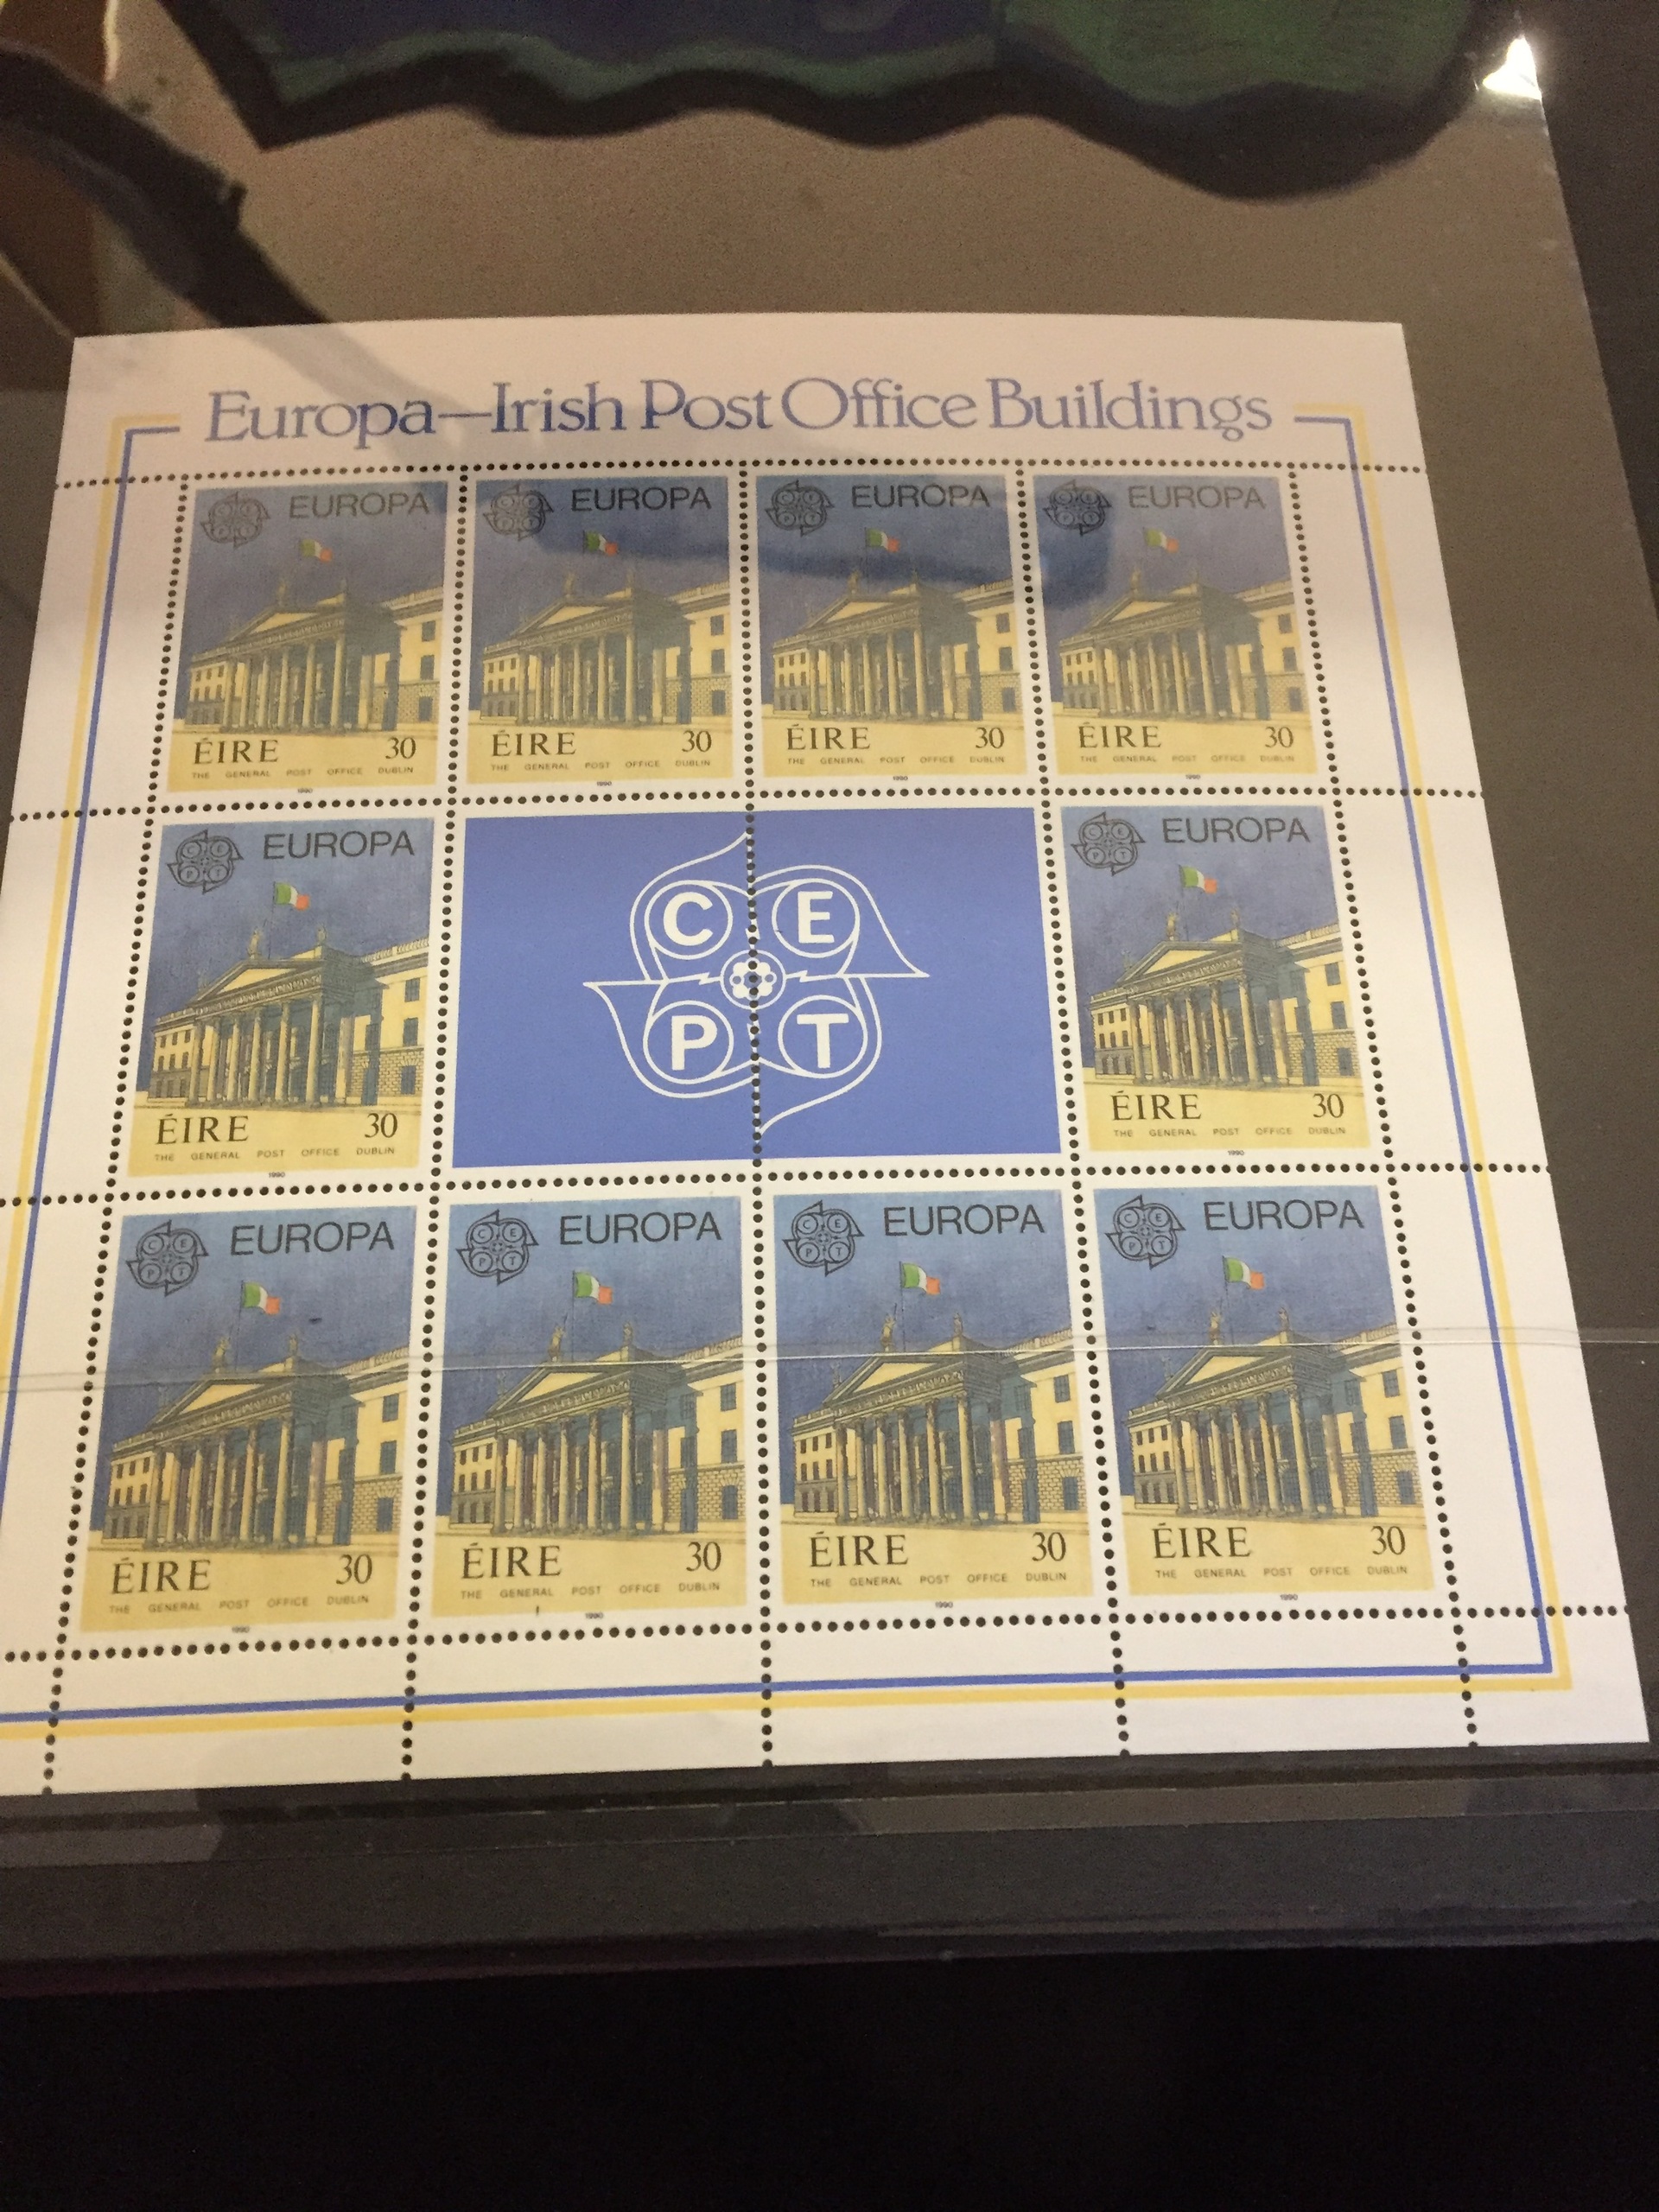 Europa—Irish Post Office Buildings
EUROPA
ÉIRE 30
THE GENERAL POST OFFICE DUBLIN
1990
EUROPA
ÉIRE 30
THE GENERAL POST OFFICE DUBLIN
1990
EUROPA
ÉIRE 30
THE GENERAL POST OFFICE DUBLIN
1990
EUROPA
ÉIRE 30
THE GENERAL POST OFFICE DUBLIN
1990
C E
P T
EUROPA
ÉIRE 30
THE GENERAL POST OFFICE DUBLIN
1990
C E
P T
C E
P T
EUROPA
ÉIRE 30
THE GENERAL POST OFFICE DUBLIN
1990
C E
P T
EUROPA
ÉIRE 30
THE GENERAL POST OFFICE DUBLIN
1990
C E
P T
EUROPA
ÉIRE 30
THE GENERAL POST OFFICE DUBLIN
1990
C E
P T
EUROPA
ÉIRE 30
THE GENERAL POST OFFICE DUBLIN
1990
C E
P T
EUROPA
ÉIRE 30
THE GENERAL POST OFFICE DUBLIN
1990